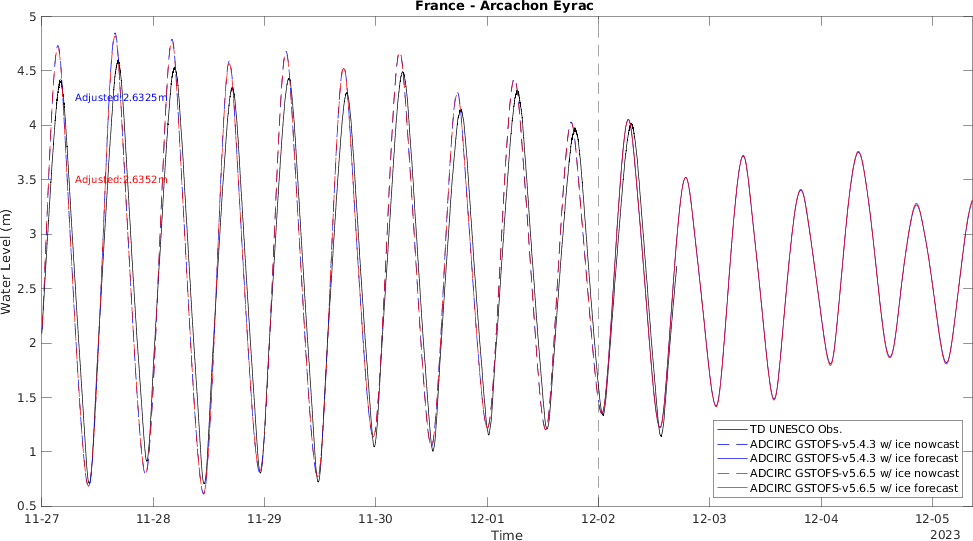 France - Arcachon Eyrac
5
4.5
4
3.5
3
2.5
2
1.5
1
0.5
Water Level (m)
Adjusted:2.6325m
Adjusted:2.6352m
TD UNESCO Obs.
ADCIRC GSTOFS-v5.4.3 w/ ice nowcast
ADCIRC GSTOFS-v5.4.3 w/ ice forecast
ADCIRC GSTOFS-v5.6.5 w/ ice nowcast
ADCIRC GSTOFS-v5.6.5 w/ ice forecast
11-27 11-28 11-29 11-30 12-01 12-02 12-03 12-04 12-05
Time
2023